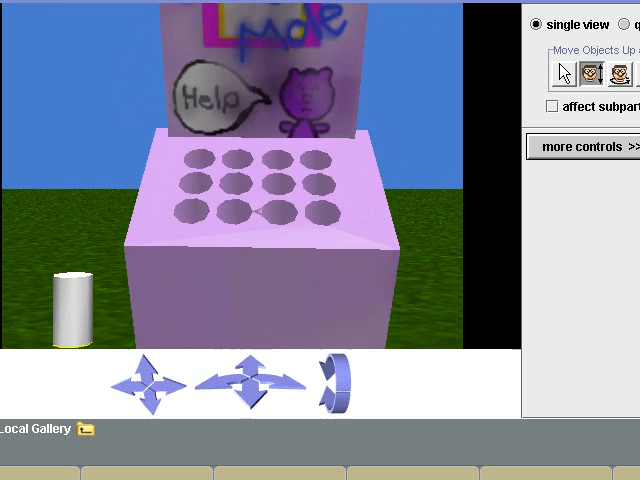 Mole
Help
single view
Move Objects Up
affect subpart
more controls >>
Local Gallery